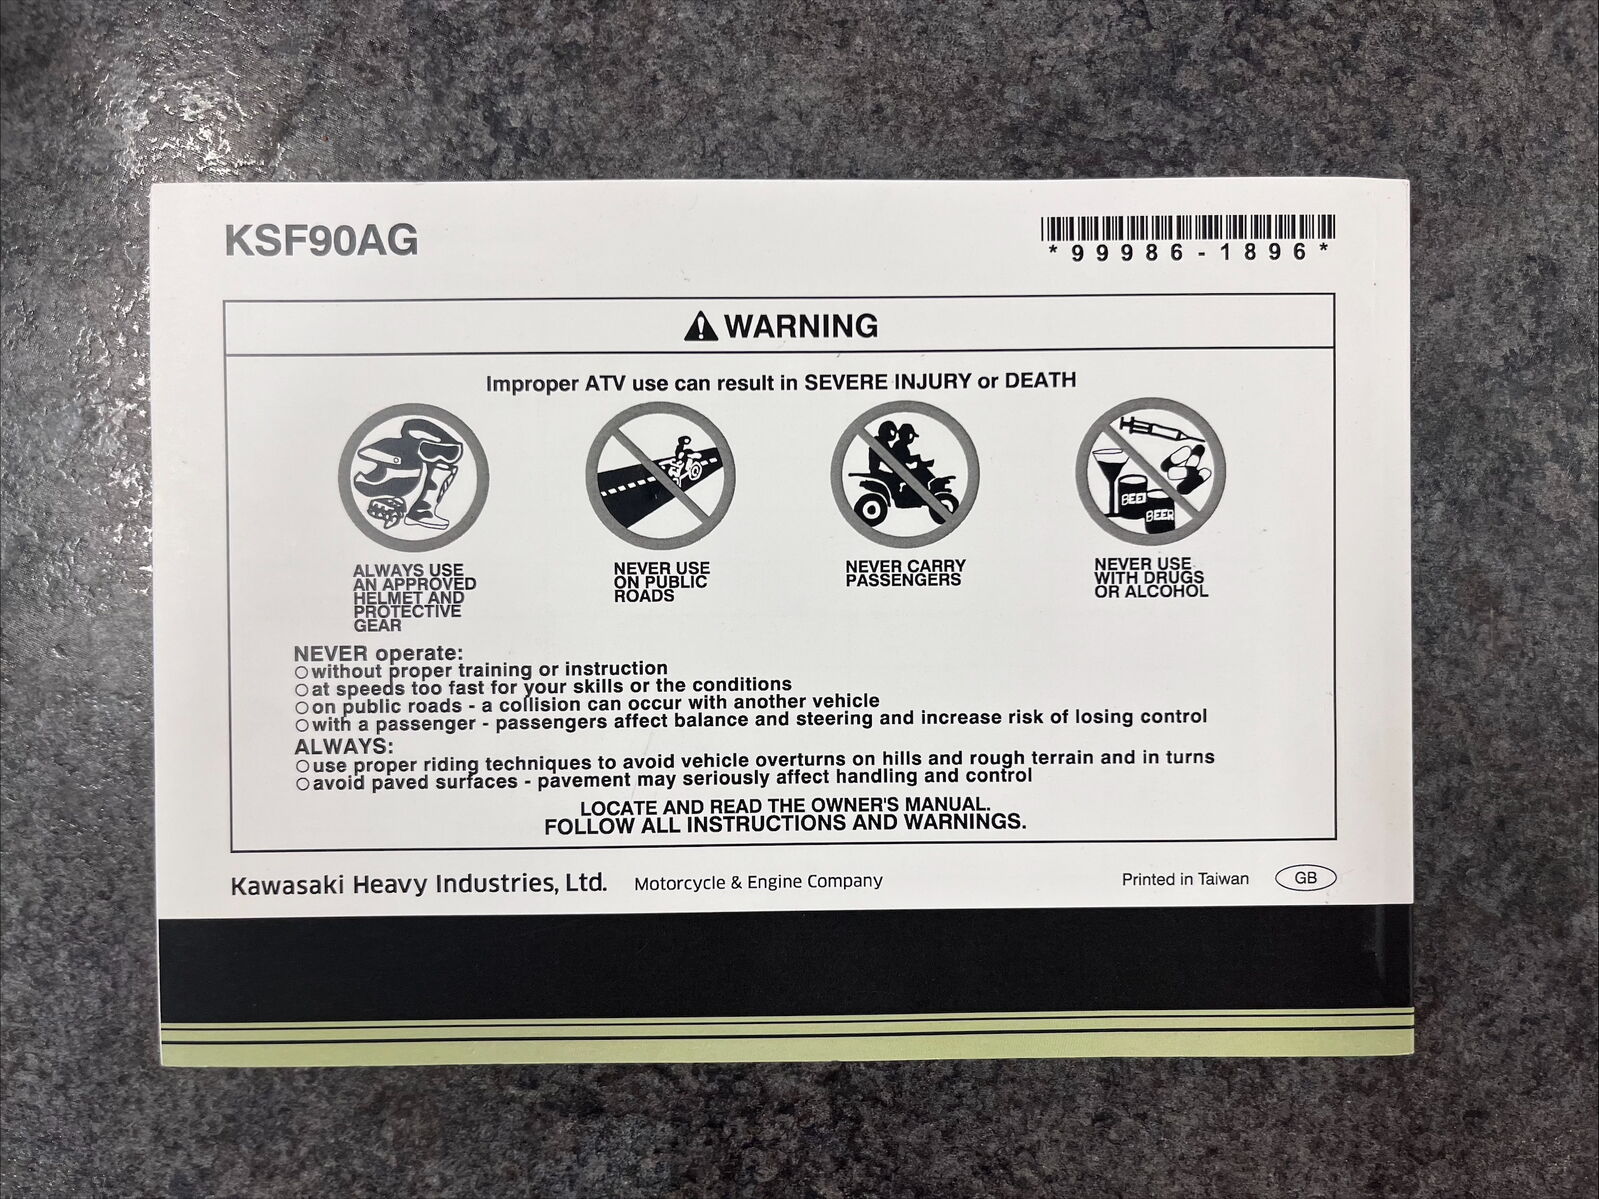 KSF90AG
*99986-1896*
WARNING
Improper ATV use can result in SEVERE INJURY or DEATH
BEER
BEER
ALWAYS USE
AN APPROVED
HELMET AND
PROTECTIVE
GEAR
NEVER USE
ON PUBLIC
ROADS
NEVER CARRY
PASSENGERS
NEVER USE
WITH DRUGS
OR ALCOHOL
NEVER operate:
○ without proper training or instruction
○ at speeds too fast for your skills or the conditions
○ on public roads - a collision can occur with another vehicle
○ with a passenger - passengers affect balance and steering and increase risk of losing control
ALWAYS:
○ use proper riding techniques to avoid vehicle overturns on hills and rough terrain and in turns
○ avoid paved surfaces - pavement may seriously affect handling and control
LOCATE AND READ THE OWNER'S MANUAL.
FOLLOW ALL INSTRUCTIONS AND WARNINGS.
Kawasaki Heavy Industries, Ltd. Motorcycle & Engine Company Printed in Taiwan GB